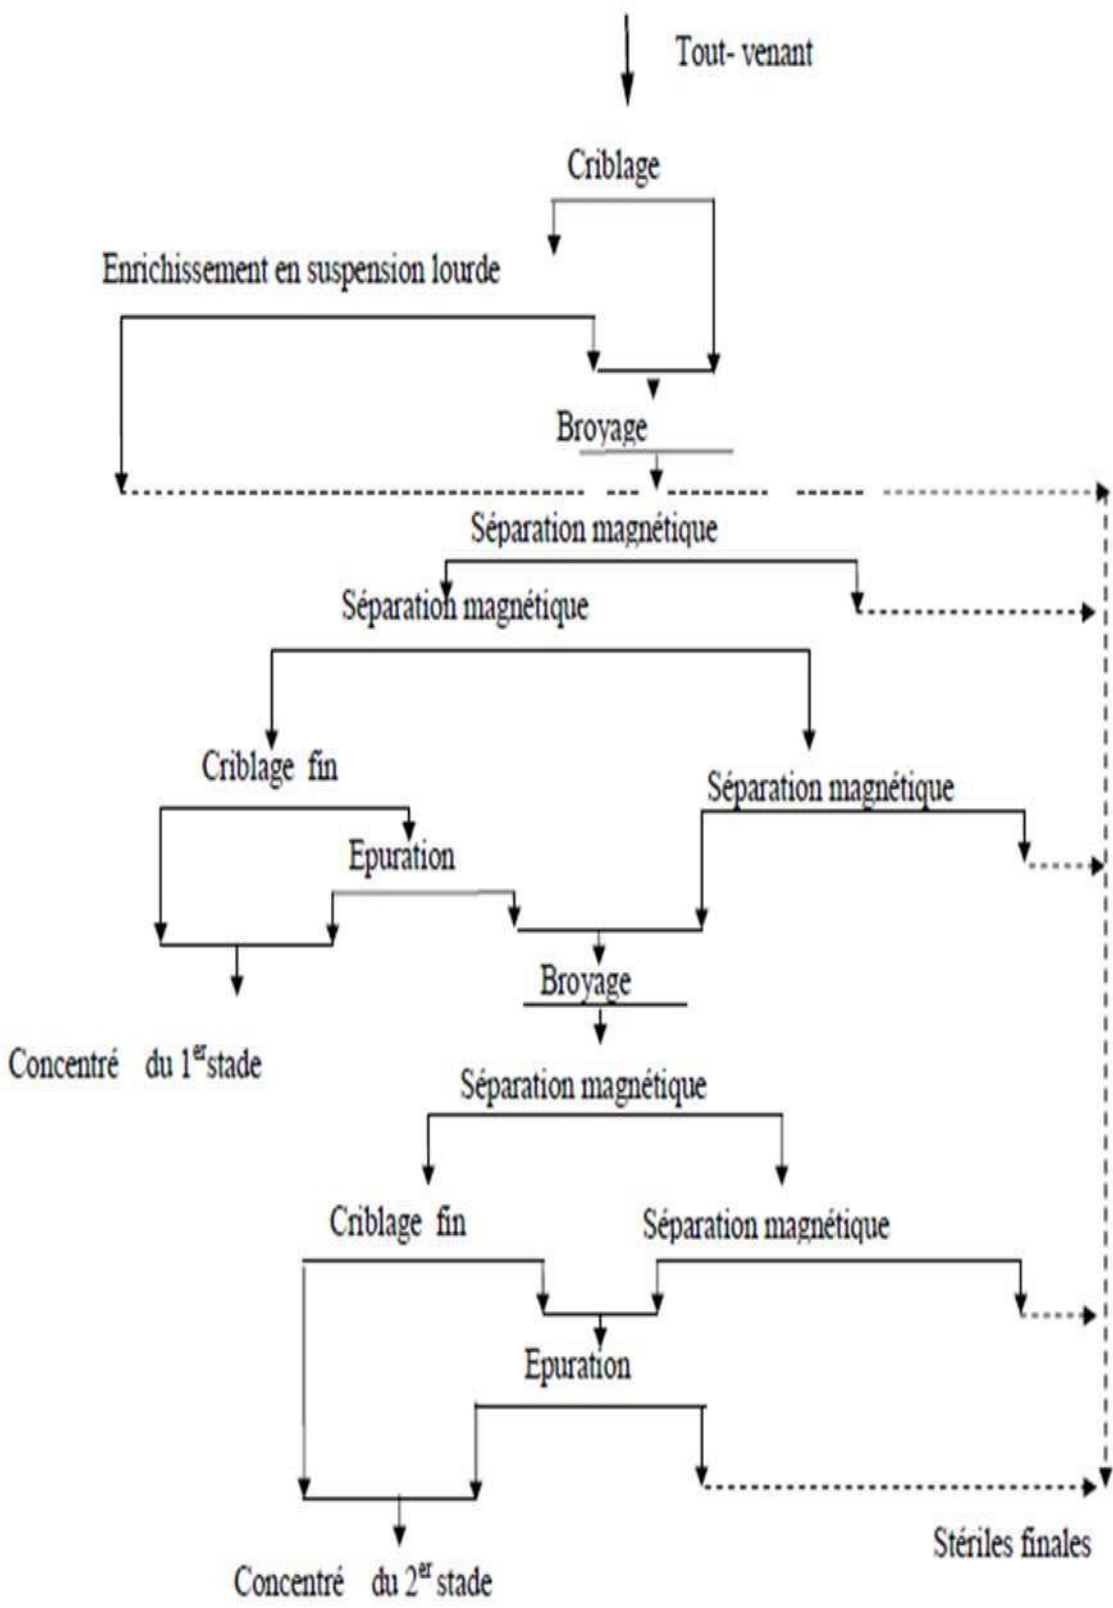 Tout- venant
Criblage
Enrichissement en suspension lourde
Broyage
Séparation magnétique
Séparation magnétique
Criblage fin
Séparation magnétique
Epuration
Broyage
Concentré du 1er stade
Séparation magnétique
Criblage fin
Séparation magnétique
Epuration
Stériles finales
Concentré du 2er stade